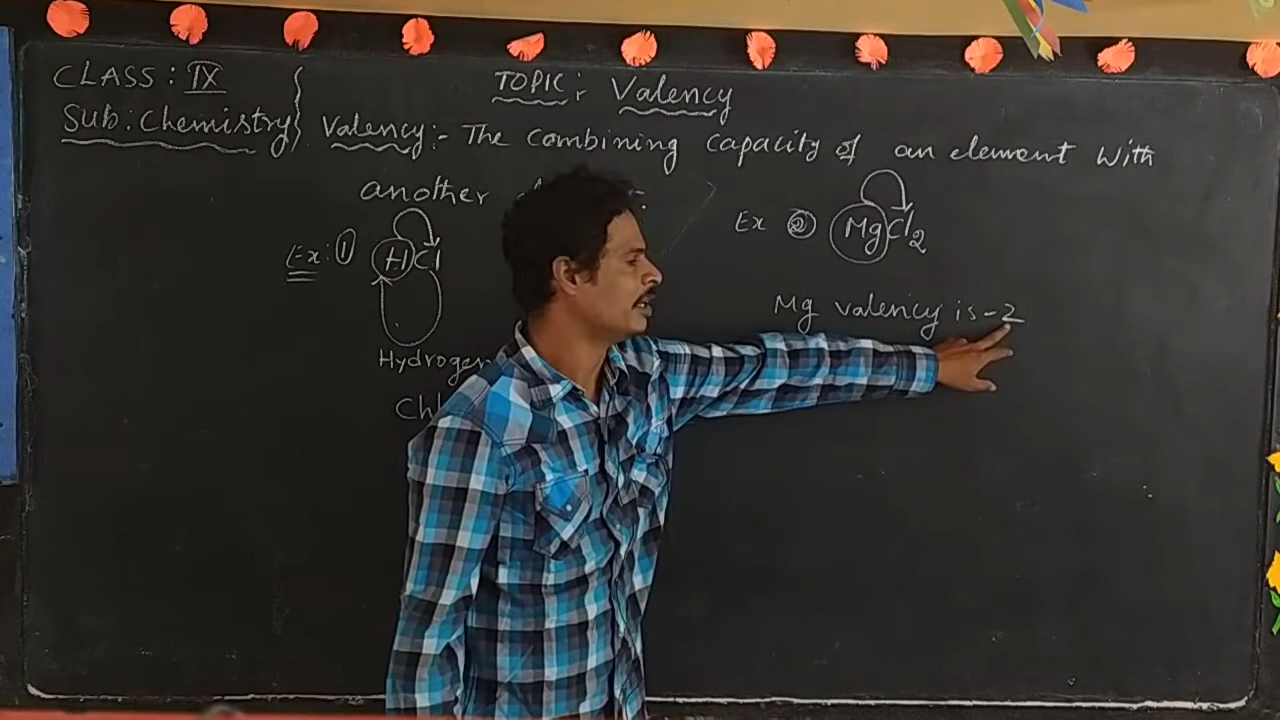 CLASS: IX
Sub: Chemistry
TOPIC: Valency
Valency:- The combining capacity of an element with
another
Ex: ① HCl
Hydrogen
Ex ② MgCl2
Mg valency is - 2